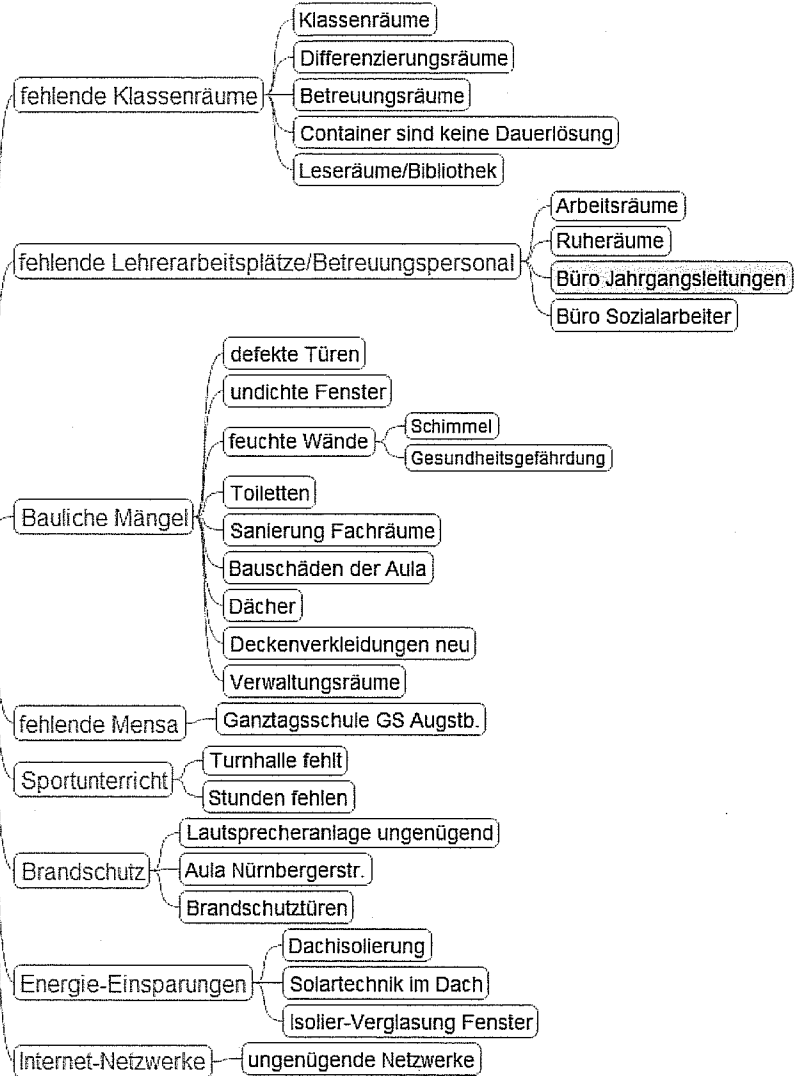 fehlende Klassenräume
Klassenräume
Differenzierungsräume
Betreuungsräume
Container sind keine Dauerlösung
Leseräume/Bibliothek
fehlende Lehrerarbeitsplätze/Betreuungspersonal
Arbeitsräume
Ruheräume
Büro Jahrgangsleitungen
Büro Sozialarbeiter
Bauliche Mängel
defekte Türen
undichte Fenster
feuchte Wände
Schimmel
Gesundheitsgefährdung
Toiletten
Sanierung Fachräume
Bauschäden der Aula
Dächer
Deckenverkleidungen neu
Verwaltungsräume
fehlende Mensa
Ganztagsschule GS Augstb.
Sportunterricht
Turnhalle fehlt
Stunden fehlen
Brandschutz
Lautsprecheranlage ungenügend
Aula Nürnbergerstr.
Brandschutztüren
Energie-Einsparungen
Dachisolierung
Solartechnik im Dach
Isolier-Verglasung Fenster
Internet-Netzwerke
ungenügende Netzwerke